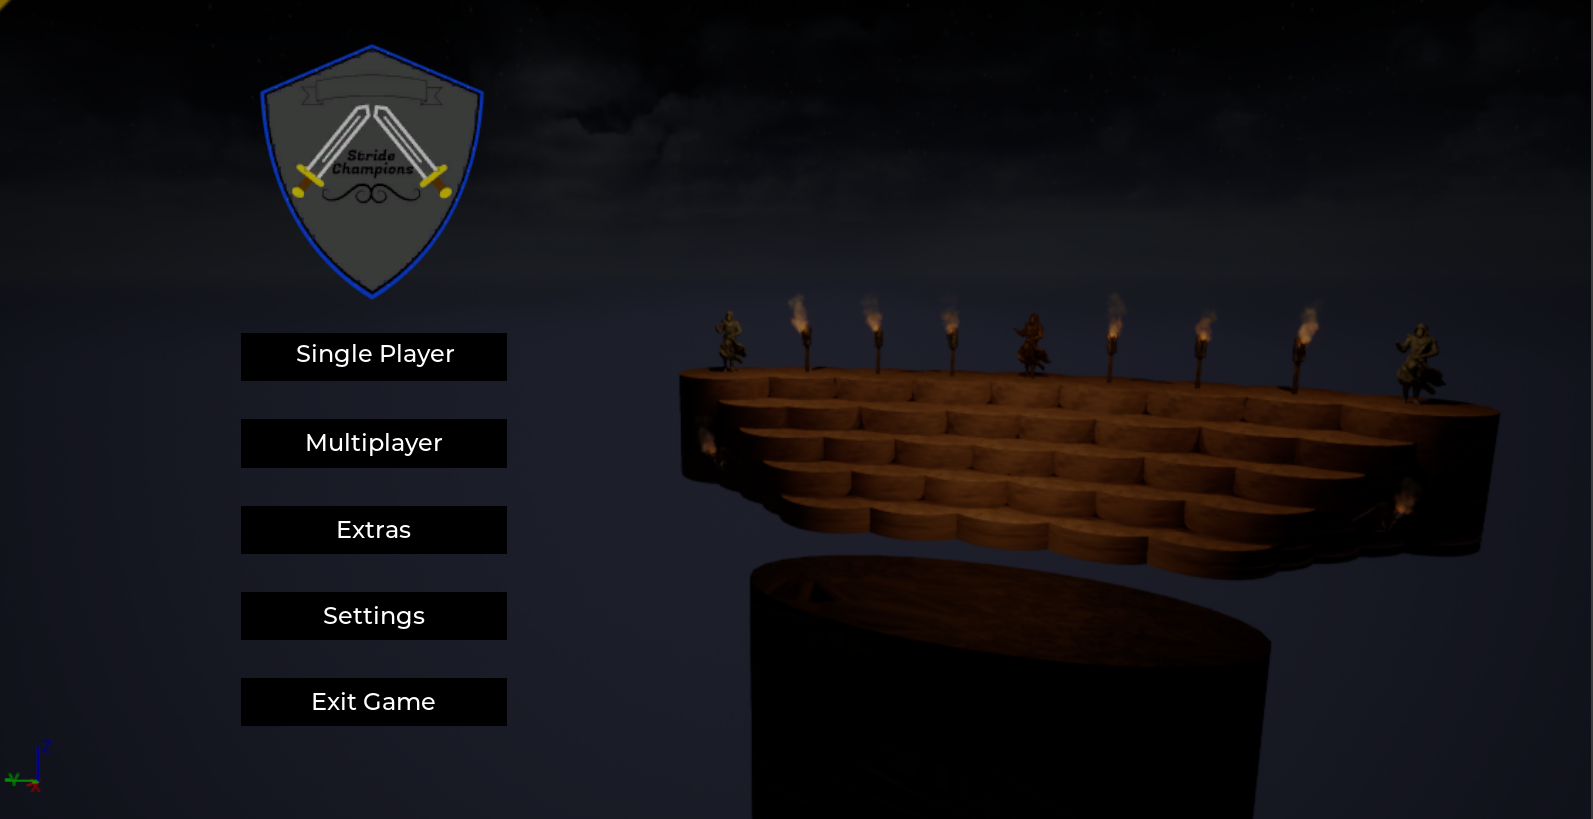 Stride
Champions
Single Player
Multiplayer
Extras
Settings
Exit Game
Z
Y
X